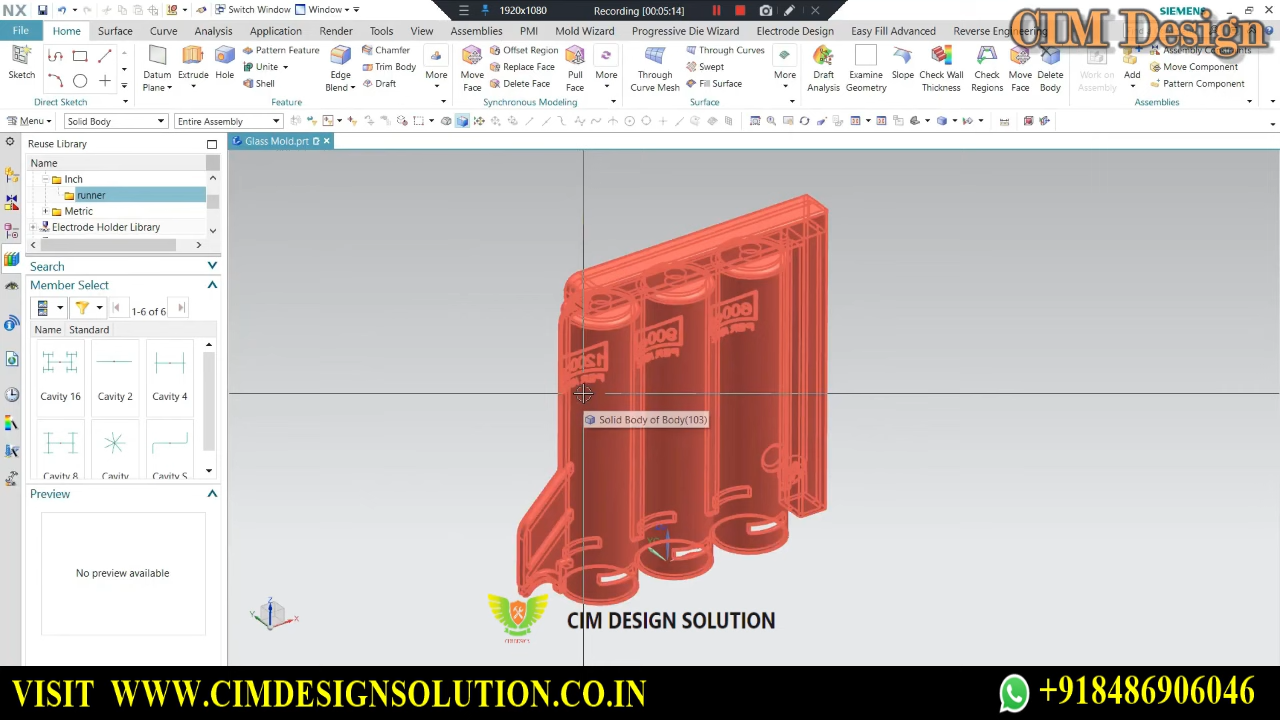 NX
Switch Window
Window
1920x1080
Recording [00:05:14]
SIEMENS
CIM Design
File
Home
Surface
Curve
Analysis
Application
Render
Tools
View
Assemblies
PMI
Mold Wizard
Progressive Die Wizard
Electrode Design
Easy Fill Advanced
Reverse Engineering
Sketch
Direct Sketch
Datum Plane
Extrude
Hole
Pattern Feature
Unite
Shell
Edge Blend
Chamfer
Trim Body
Draft
More
Feature
Move Face
Offset Region
Replace Face
Delete Face
Pull Face
More
Synchronous Modeling
Through Curve Mesh
Through Curves
Swept
Fill Surface
More
Surface
Draft Analysis
Examine Geometry
Slope
Check Wall Thickness
Check Regions
Move Face
Delete Body
Work on Assembly
Add
Assembly Constraints
Move Component
Pattern Component
Assemblies
Menu
Solid Body
Entire Assembly
Reuse Library
Name
Inch
runner
Metric
Electrode Holder Library
Search
Member Select
1-6 of 6
Name Standard
Cavity 16
Cavity 2
Cavity 4
Cavity 8
Cavity
Cavity S
Preview
No preview available
Glass Mold.prt
1200
800
800
Solid Body of Body(103)
CIM DESIGN SOLUTION
VISIT WWW.CIMDESIGNSOLUTION.CO.IN
+918486906046